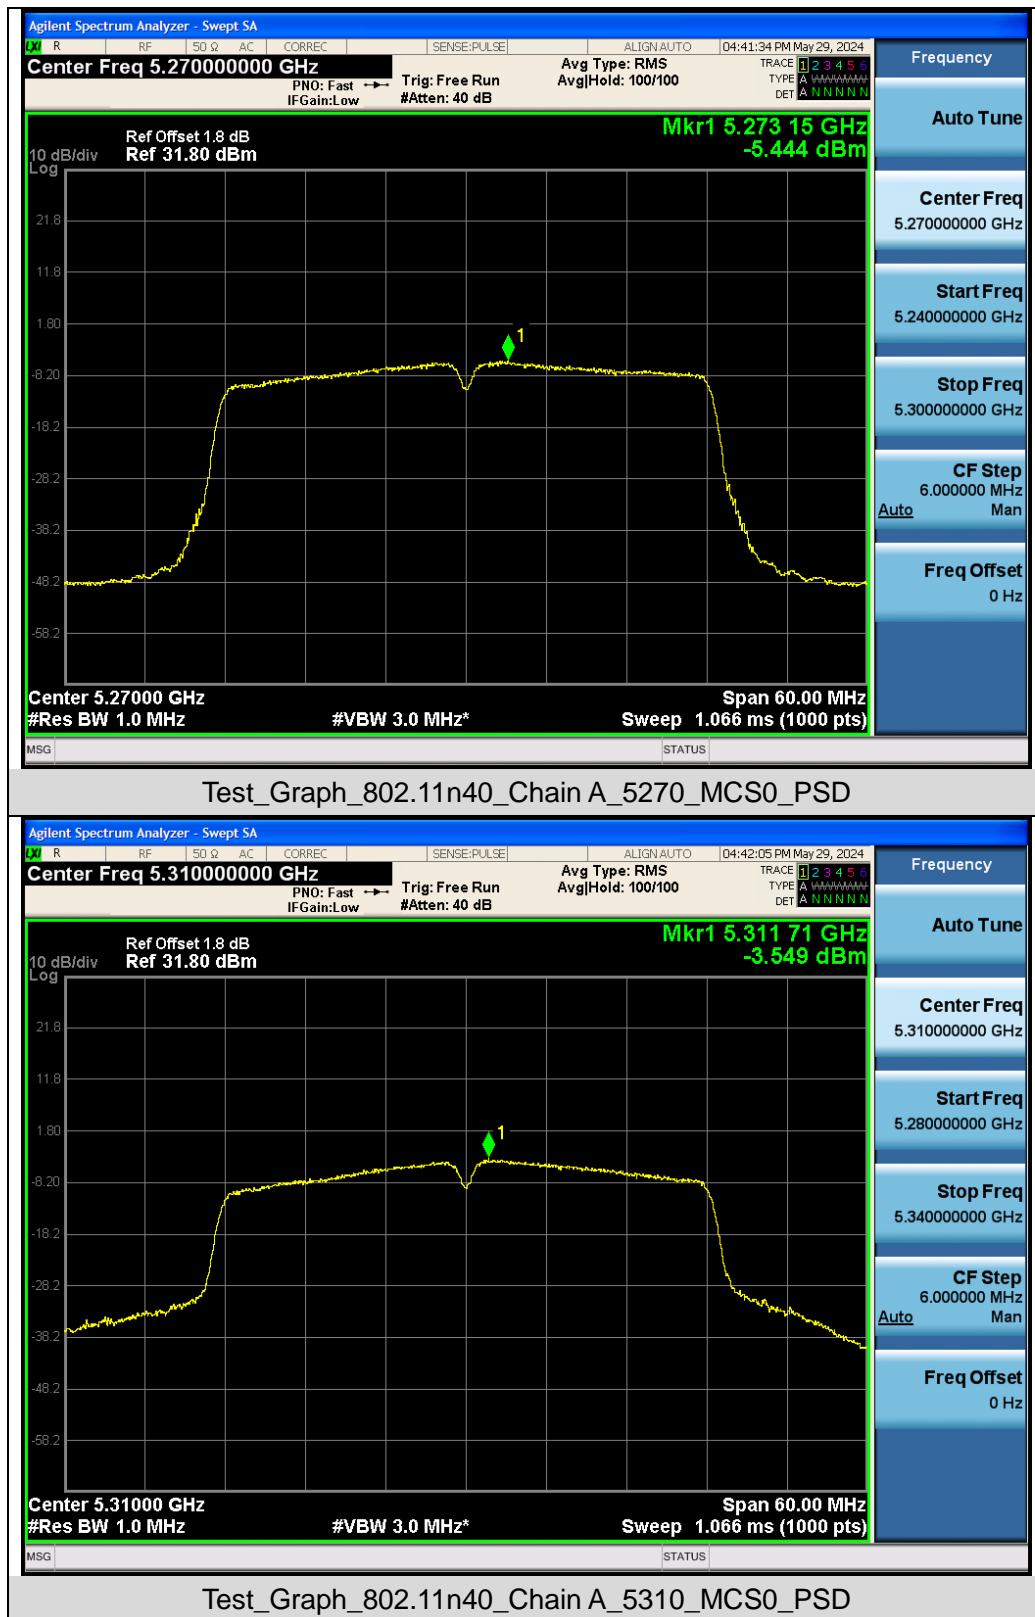 Agilent Spectrum Analyzer - Swept SA
LXI R RF 50 Ω AC CORREC SENSE:PULSE ALIGN AUTO 04:41:34 PM May 29, 2024
Center Freq 5.270000000 GHz
PNO: Fast
IFGain:Low
Trig: Free Run
#Atten: 40 dB
Avg Type: RMS
Avg|Hold: 100/100
TRACE 1 2 3 4 5 6
TYPE A WWWWW
DET A N N N N N
Frequency
Auto Tune
Center Freq
5.270000000 GHz
Start Freq
5.240000000 GHz
Stop Freq
5.300000000 GHz
CF Step
6.000000 MHz
Auto Man
Freq Offset
0 Hz
Mkr1 5.273 15 GHz
-5.444 dBm
Ref Offset 1.8 dB
10 dB/div Ref 31.80 dBm
Log
21.8
11.8
1.80
-8.20
-18.2
-28.2
-38.2
-48.2
-58.2
1
Center 5.27000 GHz Span 60.00 MHz
#Res BW 1.0 MHz #VBW 3.0 MHz* Sweep 1.066 ms (1000 pts)
MSG STATUS
Test_Graph_802.11n40_Chain A_5270_MCS0_PSD
Agilent Spectrum Analyzer - Swept SA
LXI R RF 50 Ω AC CORREC SENSE:PULSE ALIGN AUTO 04:42:05 PM May 29, 2024
Center Freq 5.310000000 GHz
PNO: Fast
IFGain:Low
Trig: Free Run
#Atten: 40 dB
Avg Type: RMS
Avg|Hold: 100/100
TRACE 1 2 3 4 5 6
TYPE A WWWWW
DET A N N N N N
Frequency
Auto Tune
Center Freq
5.310000000 GHz
Start Freq
5.280000000 GHz
Stop Freq
5.340000000 GHz
CF Step
6.000000 MHz
Auto Man
Freq Offset
0 Hz
Mkr1 5.311 71 GHz
-3.549 dBm
Ref Offset 1.8 dB
10 dB/div Ref 31.80 dBm
Log
21.8
11.8
1.80
-8.20
-18.2
-28.2
-38.2
-48.2
-58.2
1
Center 5.31000 GHz Span 60.00 MHz
#Res BW 1.0 MHz #VBW 3.0 MHz* Sweep 1.066 ms (1000 pts)
MSG STATUS
Test_Graph_802.11n40_Chain A_5310_MCS0_PSD